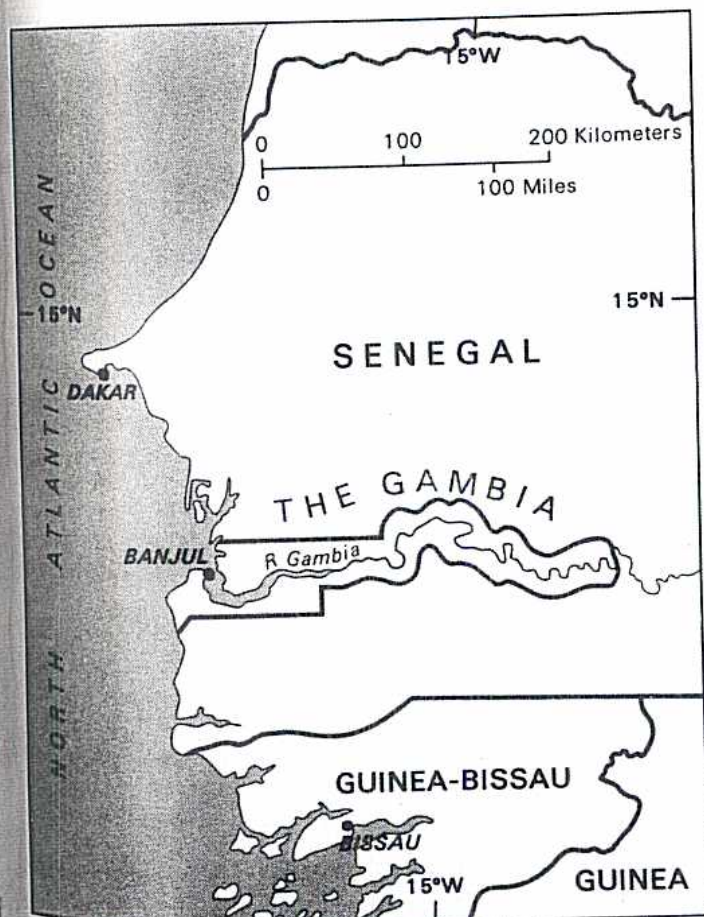 15°W
0 100 200 Kilometers
0 100 Miles
NORTH ATLANTIC OCEAN
15°N
15°N
SENEGAL
DAKAR
THE GAMBIA
BANJUL
R Gambia
GUINEA-BISSAU
BISSAU
15°W
GUINEA